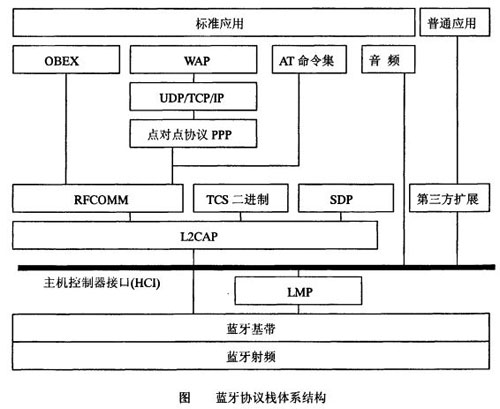 标准应用 普通应用
OBEX WAP AT 命令集 音 频
UDP/TCP/IP
点对点协议 PPP
RFCOMM TCS 二进制 SDP 第三方扩展
L2CAP
主机控制器接口(HCI)
LMP
蓝牙基带
蓝牙射频
图 蓝牙协议栈体系结构